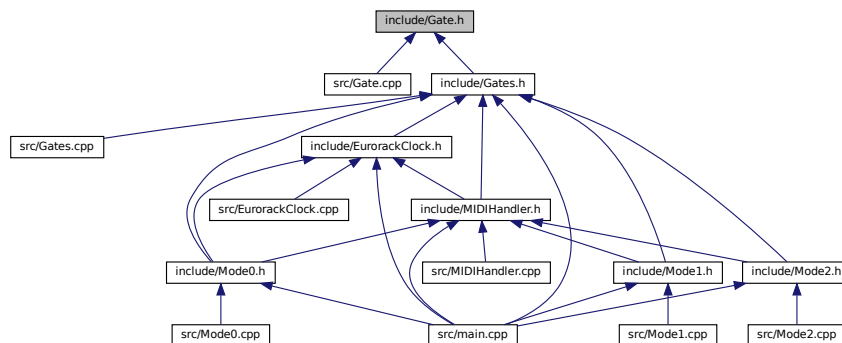 include/Gate.h
src/Gate.cpp
include/Gates.h
src/Gates.cpp
include/EurorackClock.h
src/EurorackClock.cpp
include/MIDIHandler.h
include/Mode0.h
src/MIDIHandler.cpp
include/Mode1.h
include/Mode2.h
src/Mode0.cpp
src/main.cpp
src/Mode1.cpp
src/Mode2.cpp